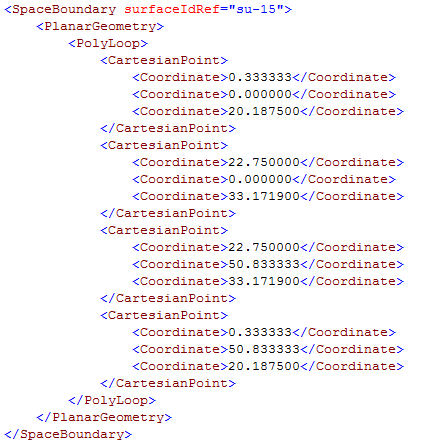 <SpaceBoundary surfaceIdRef="su-15">
<PlanarGeometry>
<PolyLoop>
<CartesianPoint>
<Coordinate>0.333333</Coordinate>
<Coordinate>0.000000</Coordinate>
<Coordinate>20.187500</Coordinate>
</CartesianPoint>
<CartesianPoint>
<Coordinate>22.750000</Coordinate>
<Coordinate>0.000000</Coordinate>
<Coordinate>33.171900</Coordinate>
</CartesianPoint>
<CartesianPoint>
<Coordinate>22.750000</Coordinate>
<Coordinate>50.833333</Coordinate>
<Coordinate>33.171900</Coordinate>
</CartesianPoint>
<CartesianPoint>
<Coordinate>0.333333</Coordinate>
<Coordinate>50.833333</Coordinate>
<Coordinate>20.187500</Coordinate>
</CartesianPoint>
</PolyLoop>
</PlanarGeometry>
</SpaceBoundary>